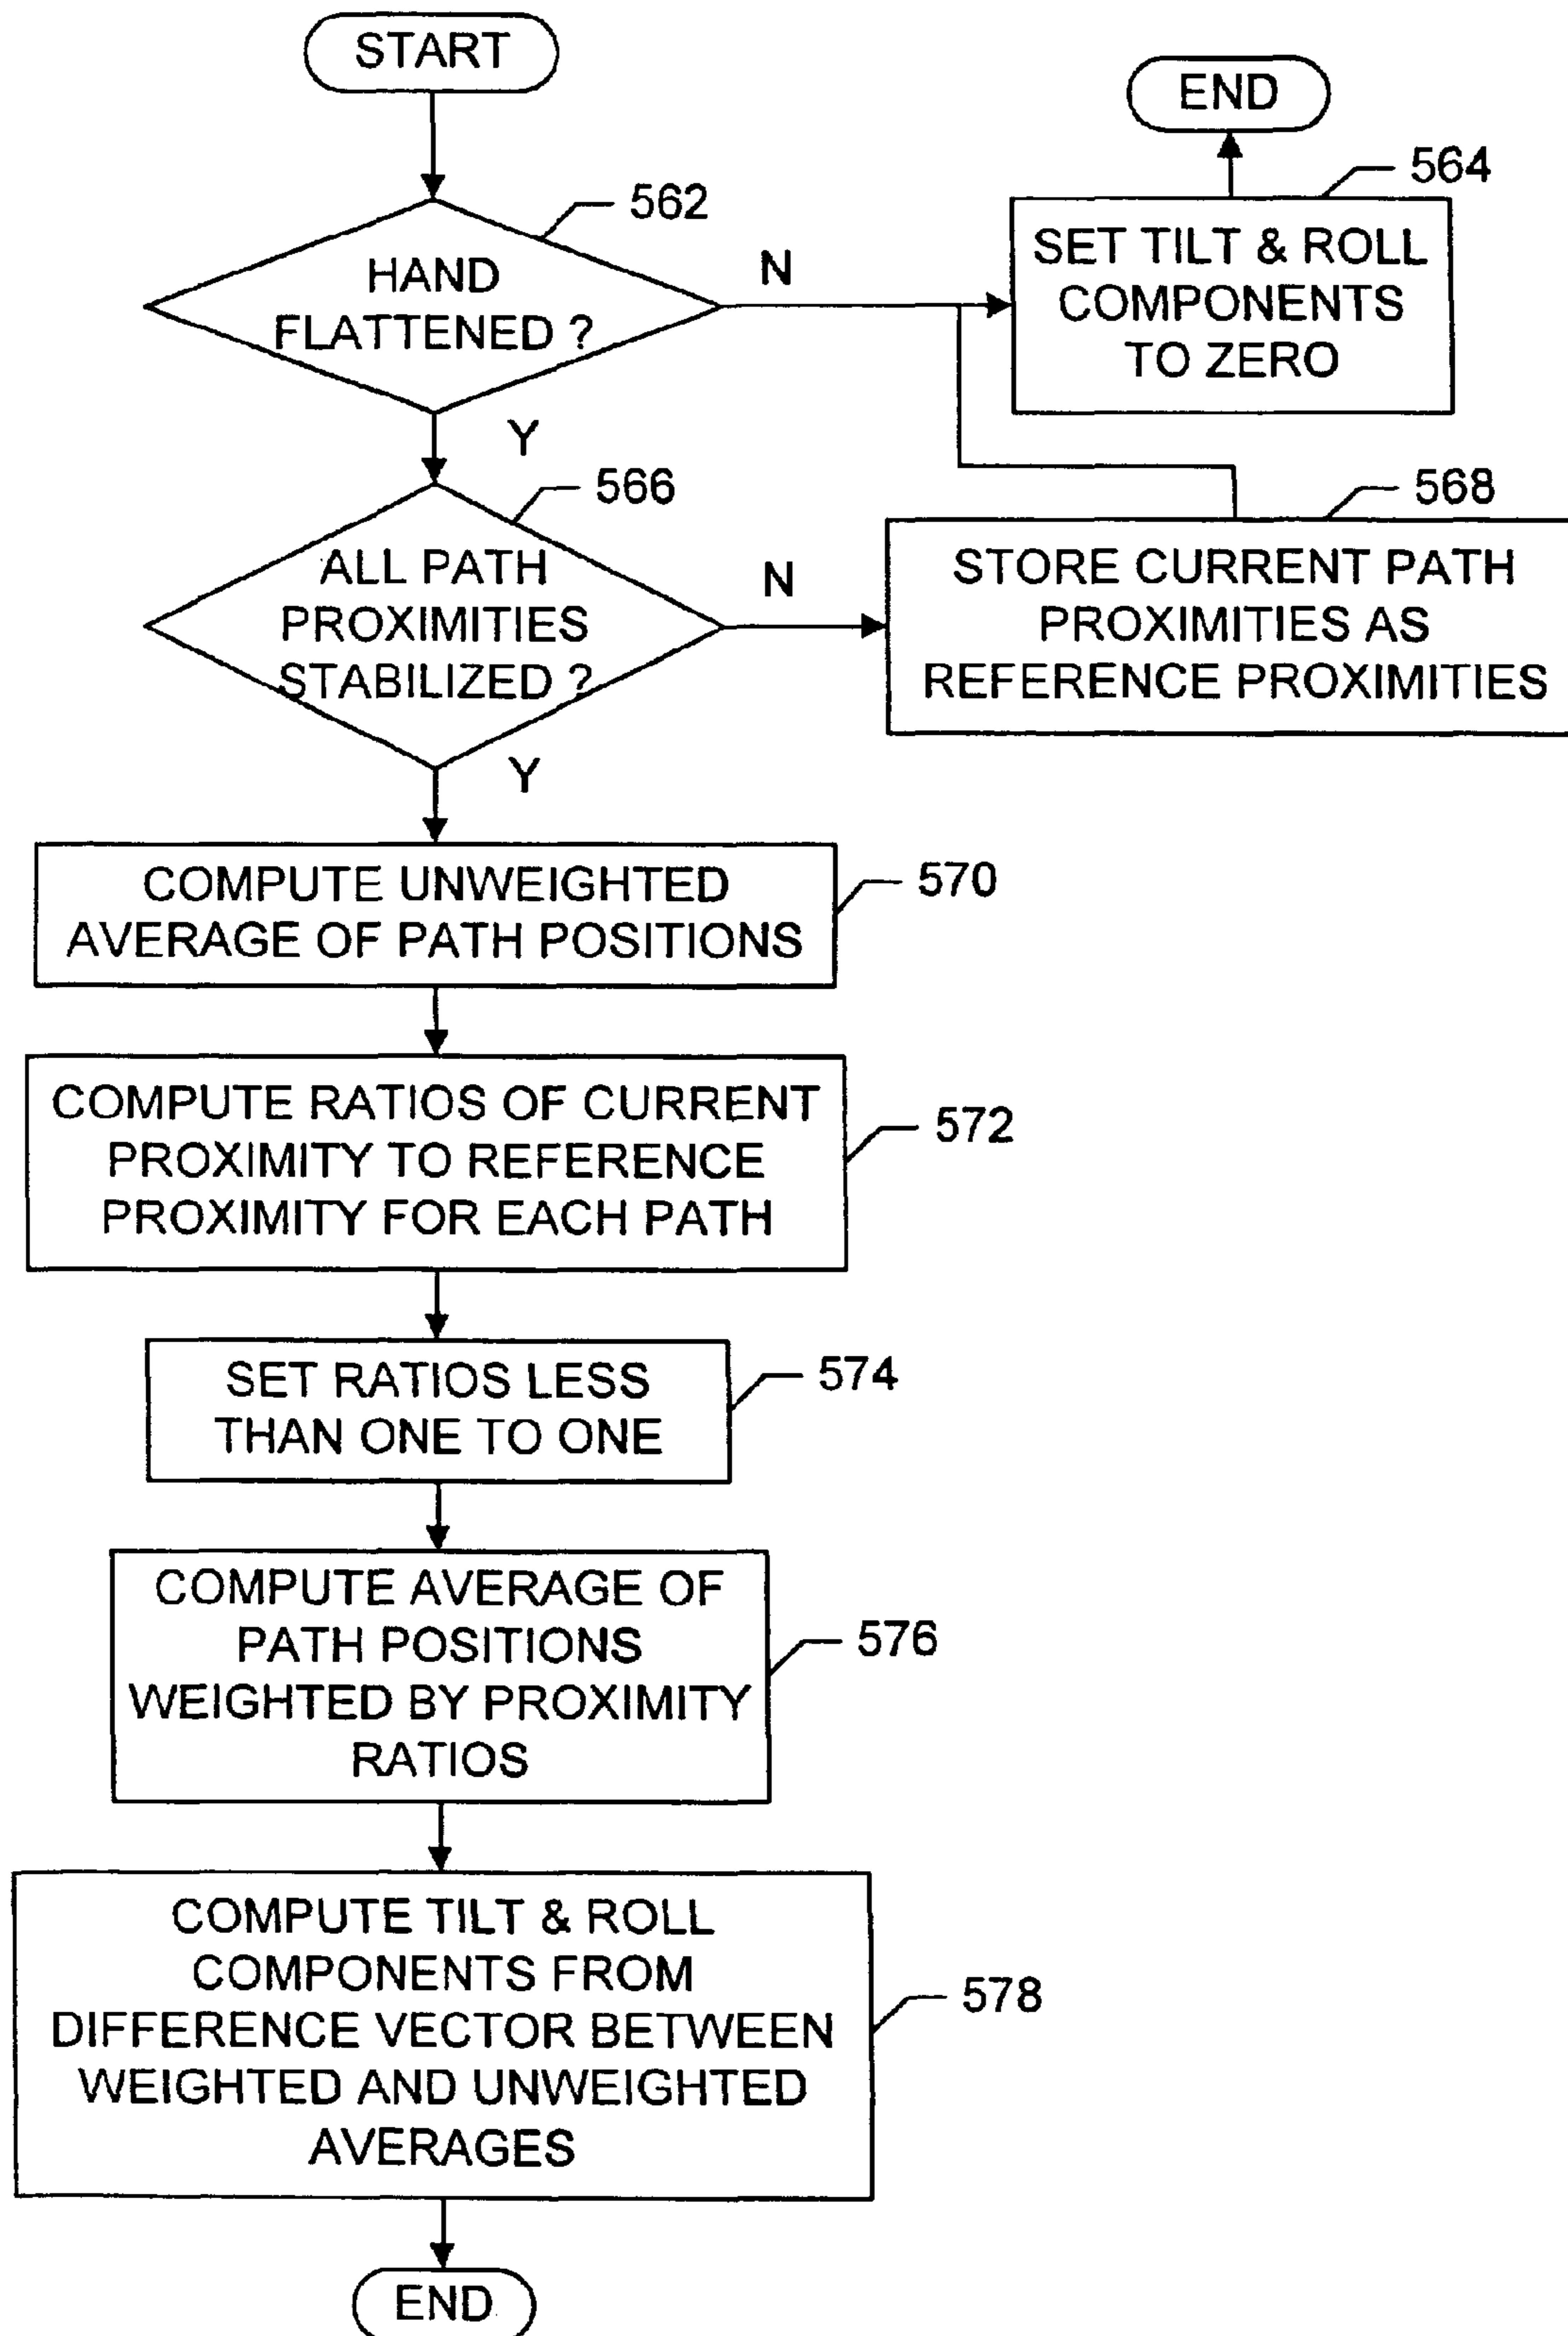 START
END
562
564
HAND
FLATTENED ?
N
SET TILT & ROLL
COMPONENTS
TO ZERO
Y
566
568
ALL PATH
PROXIMITIES
STABILIZED ?
N
STORE CURRENT PATH
PROXIMITIES AS
REFERENCE PROXIMITIES
Y
COMPUTE UNWEIGHTED
AVERAGE OF PATH POSITIONS
570
COMPUTE RATIOS OF CURRENT
PROXIMITY TO REFERENCE
PROXIMITY FOR EACH PATH
572
SET RATIOS LESS
THAN ONE TO ONE
574
COMPUTE AVERAGE OF
PATH POSITIONS
WEIGHTED BY PROXIMITY
RATIOS
576
COMPUTE TILT & ROLL
COMPONENTS FROM
DIFFERENCE VECTOR BETWEEN
WEIGHTED AND UNWEIGHTED
AVERAGES
578
END